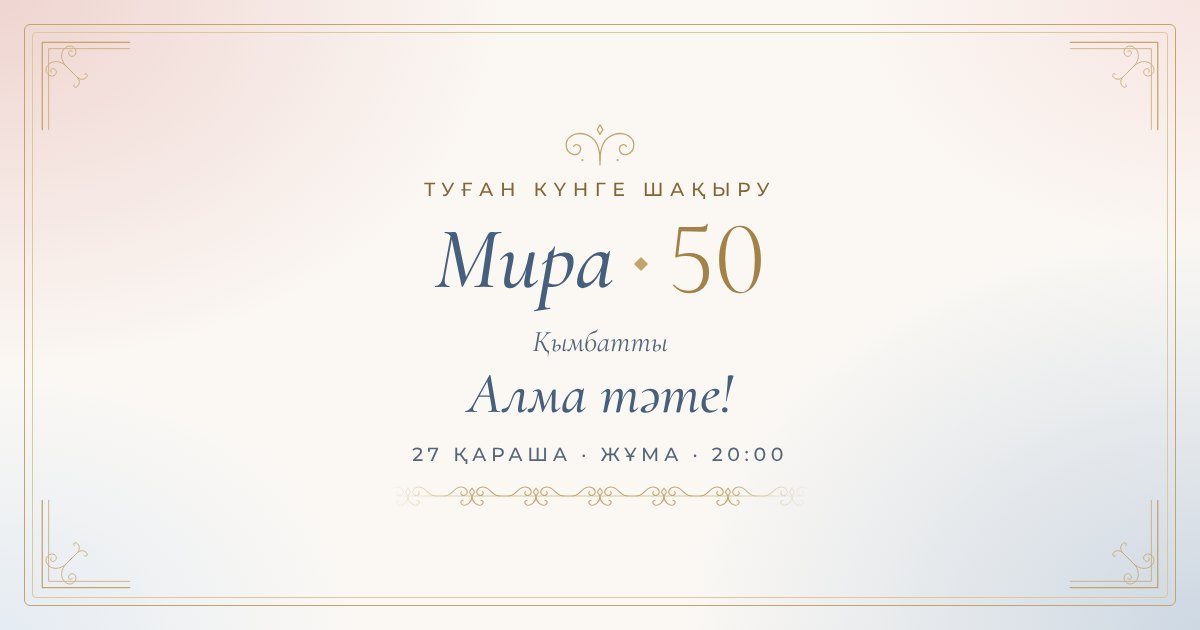 ТУҒАН КҮНГЕ ШАҚЫРУ
Мира · 50
Қымбатты
Алма тәте!
27 ҚАРАША · ЖҰМА · 20:00